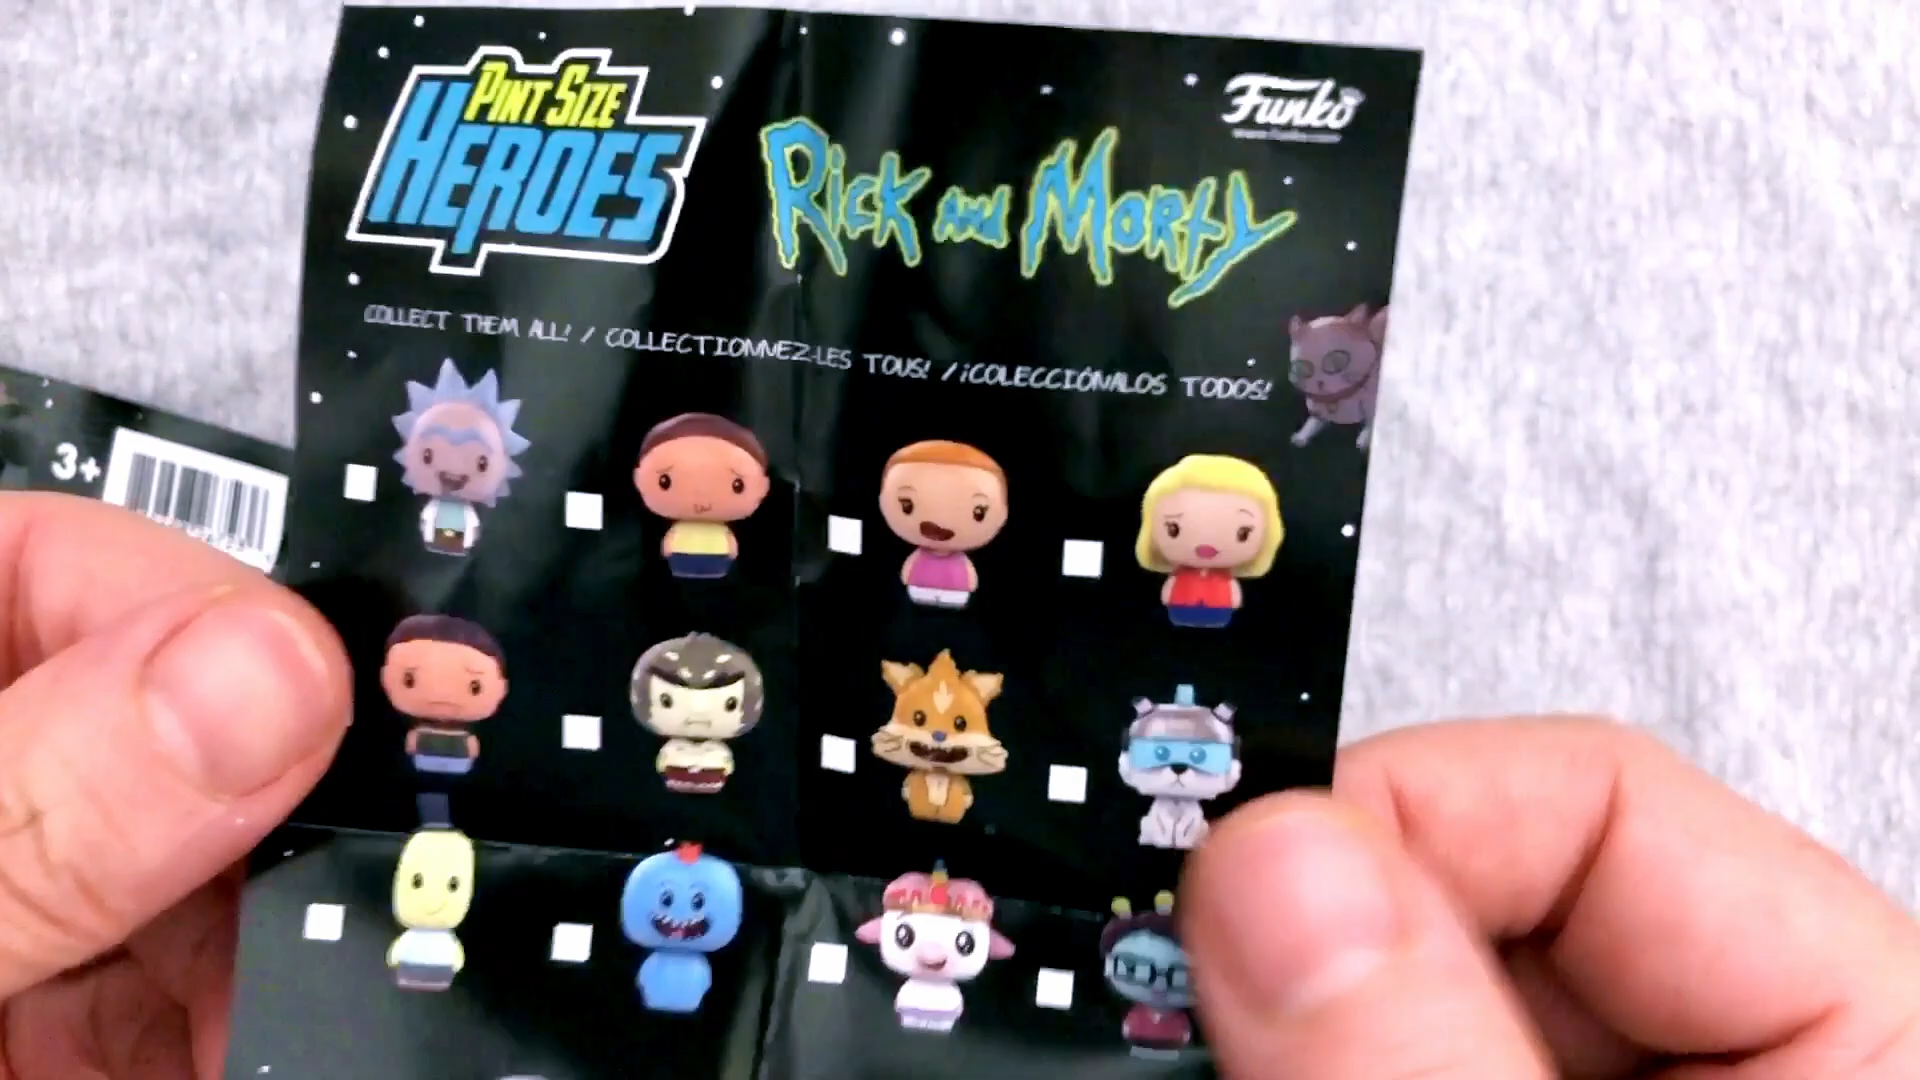 PINT SIZE
HEROES
Funko
RICK AND MORTY
COLLECT THEM ALL! / COLLECTIONNEZ-LES TOUS! / ¡COLECCIÓNALOS TODOS!
3+